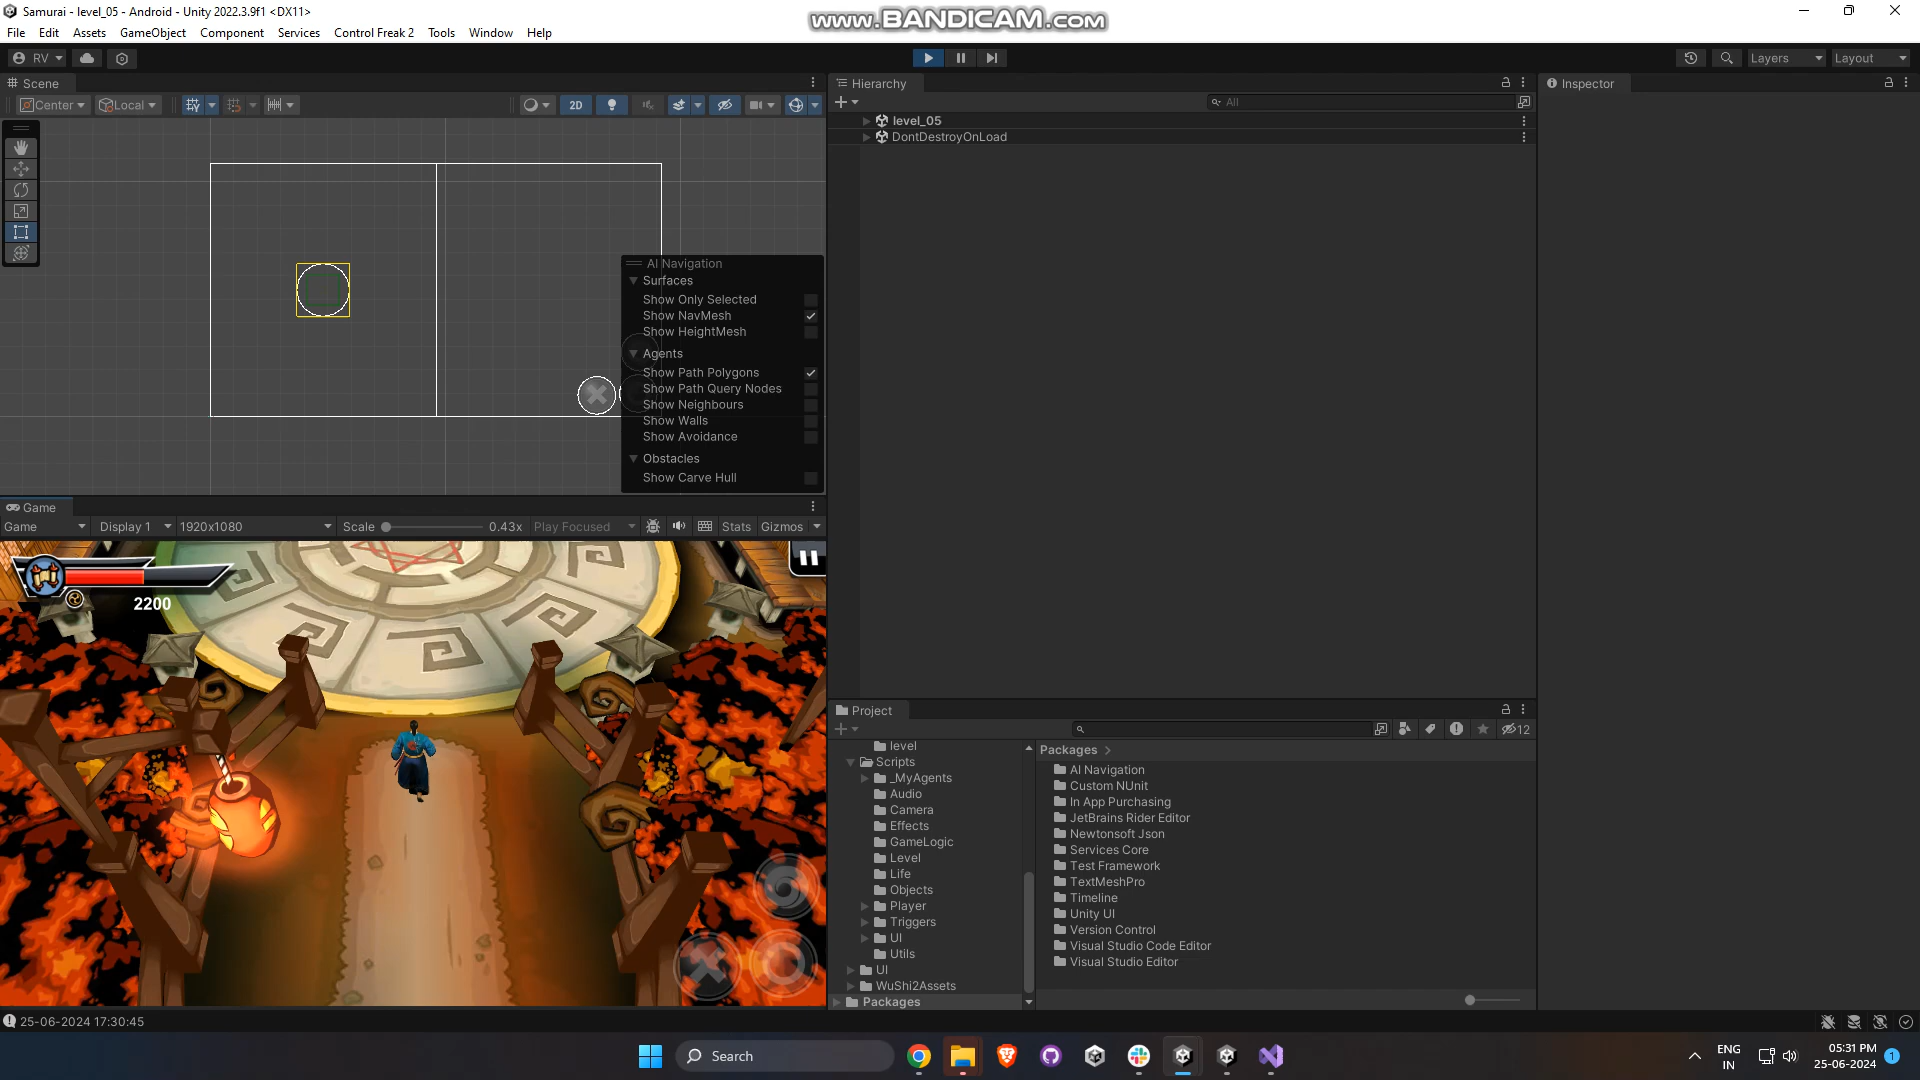 Samurai - level_05 - Android - Unity 2022.3.9f1 <DX11>
www.BANDICAM.com
File Edit Assets GameObject Component Services Control Freak 2 Tools Window Help
RV
Layers
Layout
Scene
Center
Local
2D
AI Navigation
Surfaces
Show Only Selected
Show NavMesh
Show HeightMesh
Agents
Show Path Polygons
Show Path Query Nodes
Show Neighbours
Show Walls
Show Avoidance
Obstacles
Show Carve Hull
Game
Game Display 1 1920x1080 Scale 0.43x Play Focused Stats Gizmos
2200
Hierarchy
All
level_05
DontDestroyOnLoad
Inspector
Project
12
level
Scripts
_MyAgents
Audio
Camera
Effects
GameLogic
Level
Life
Objects
Player
Triggers
UI
Utils
UI
WuShi2Assets
Packages
Packages >
AI Navigation
Custom NUnit
In App Purchasing
JetBrains Rider Editor
Newtonsoft Json
Services Core
Test Framework
TextMeshPro
Timeline
Unity UI
Version Control
Visual Studio Code Editor
Visual Studio Editor
25-06-2024 17:30:45
Search
ENG
IN
05:31 PM
25-06-2024
1